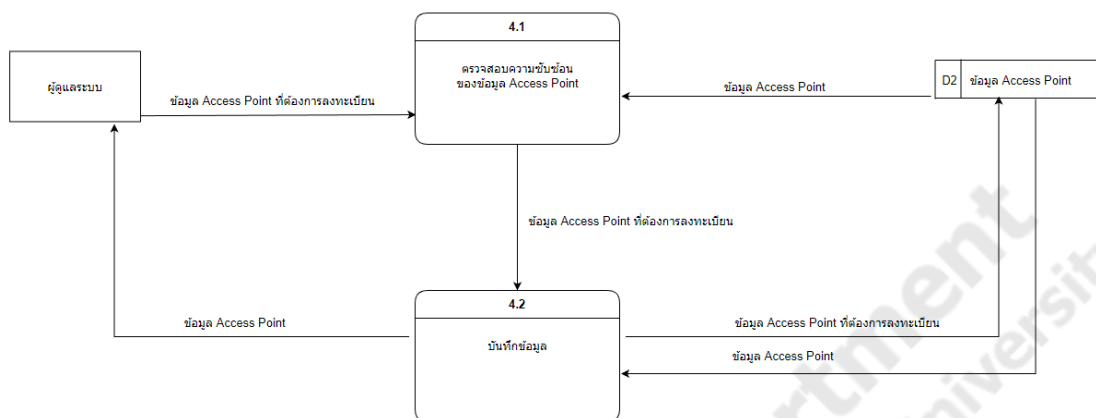 4.1
ตรวจสอบความซับซ้อน
ของข้อมูล Access Point
ผู้ดูแลระบบ
D2 ข้อมูล Access Point
ข้อมูล Access Point ที่ต้องการลงทะเบียน
ข้อมูล Access Point
ข้อมูล Access Point ที่ต้องการลงทะเบียน
4.2
บันทึกข้อมูล
ข้อมูล Access Point
ข้อมูล Access Point ที่ต้องการลงทะเบียน
ข้อมูล Access Point